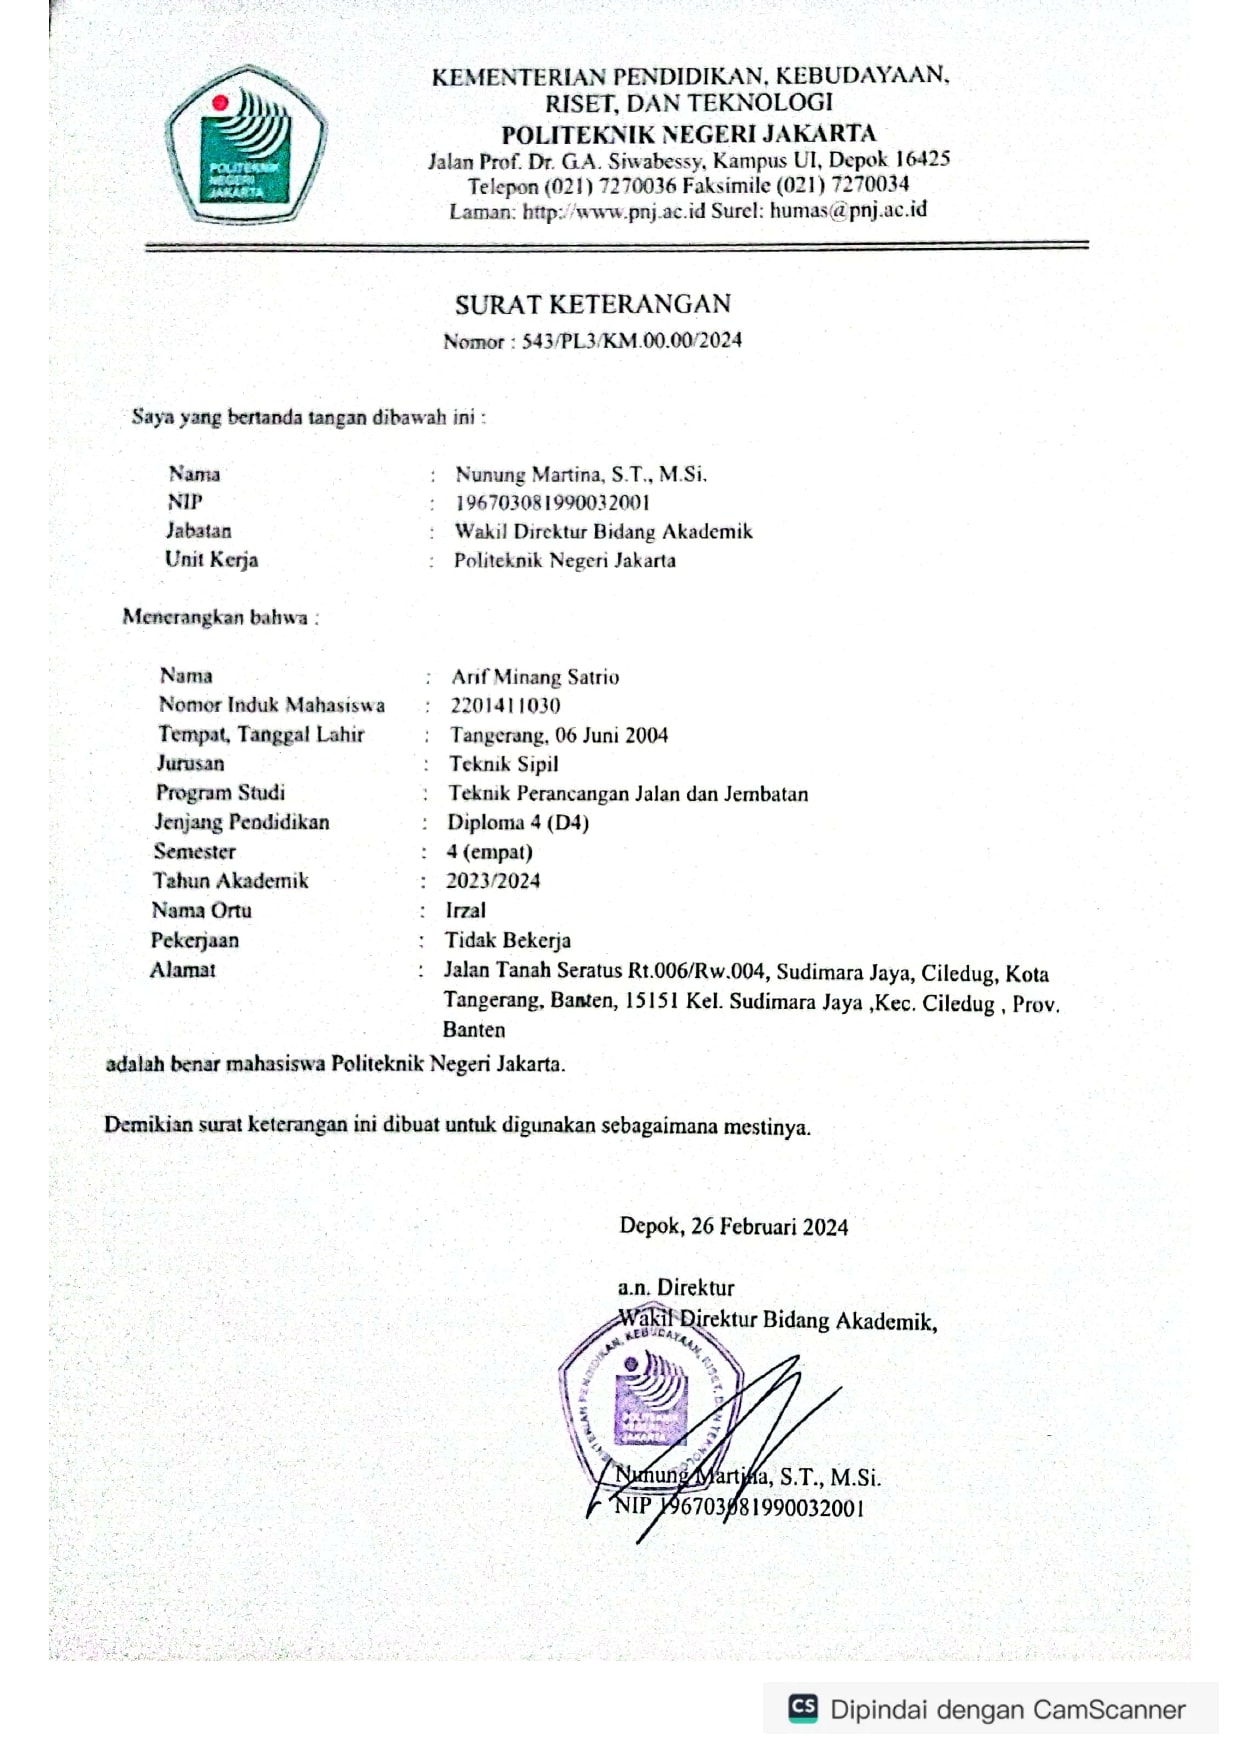 POLITEKNIK
NEGERI
JAKARTA
KEMENTERIAN PENDIDIKAN, KEBUDAYAAN,
RISET, DAN TEKNOLOGI
POLITEKNIK NEGERI JAKARTA
Jalan Prof. Dr. G.A. Siwabessy, Kampus UI, Depok 16425
Telepon (021) 7270036 Faksimile (021) 7270034
Laman: http://www.pnj.ac.id Surel: humas@pnj.ac.id
SURAT KETERANGAN
Nomor : 543/PL3/KM.00.00/2024
Saya yang bertanda tangan dibawah ini :
Nama : Nunung Martina, S.T., M.Si.
NIP : 196703081990032001
Jabatan : Wakil Direktur Bidang Akademik
Unit Kerja : Politeknik Negeri Jakarta
Menerangkan bahwa :
Nama : Arif Minang Satrio
Nomor Induk Mahasiswa : 2201411030
Tempat, Tanggal Lahir : Tangerang, 06 Juni 2004
Jurusan : Teknik Sipil
Program Studi : Teknik Perancangan Jalan dan Jembatan
Jenjang Pendidikan : Diploma 4 (D4)
Semester : 4 (empat)
Tahun Akademik : 2023/2024
Nama Ortu : Irzal
Pekerjaan : Tidak Bekerja
Alamat : Jalan Tanah Seratus Rt.006/Rw.004, Sudimara Jaya, Ciledug, Kota
Tangerang, Banten, 15151 Kel. Sudimara Jaya ,Kec. Ciledug , Prov.
Banten
adalah benar mahasiswa Politeknik Negeri Jakarta.
Demikian surat keterangan ini dibuat untuk digunakan sebagaimana mestinya.
Depok, 26 Februari 2024
a.n. Direktur
Wakil Direktur Bidang Akademik,
KEMENTERIAN PENDIDIKAN, KEBUDAYAAN, RISET, DAN TEKNOLOGI
POLITEKNIK
NEGERI
JAKARTA
Nunung Martina, S.T., M.Si.
NIP 196703081990032001
CS Dipindai dengan CamScanner